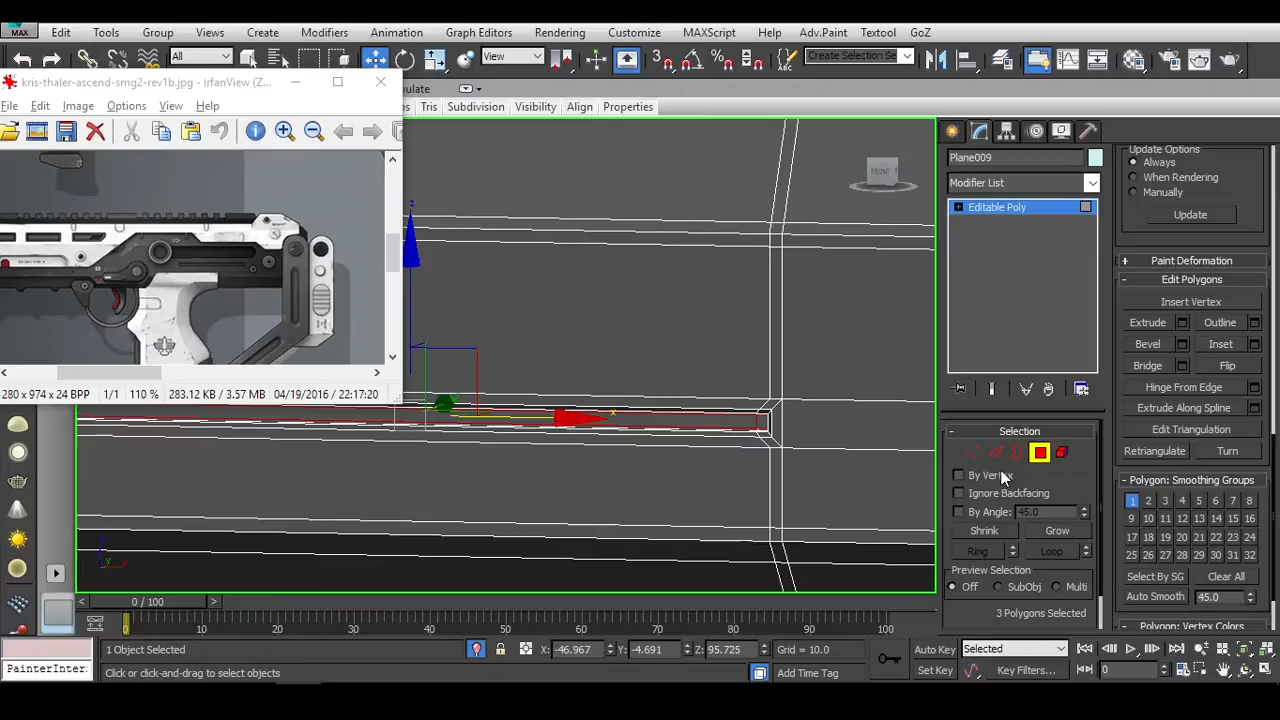 MAX Edit Tools Group Views Create Modifiers Animation Graph Editors Rendering Customize MAXScript Help Adv.Paint Textool GoZ
All View 3 Create Selection Se
kris-thaler-ascend-smg2-rev1b.jpg - IrfanView (Z...
File Edit Image Options View Help
ulate
Tris Subdivision Visibility Align Properties
FRONT
z
x
y
280 x 974 x 24 BPP 1/1 110 % 283.12 KB / 3.57 MB 04/19/2016 / 22:17:20
Plane009
Modifier List
Editable Poly
Update Options
Always
When Rendering
Manually
Update
+ Paint Deformation
- Edit Polygons
Insert Vertex
Extrude Outline
Bevel Inset
Bridge Flip
Hinge From Edge
Extrude Along Spline
Edit Triangulation
Retriangulate Turn
- Selection
By Vertex
Ignore Backfacing
By Angle: 45.0
Shrink Grow
Ring Loop
Preview Selection
Off SubObj Multi
3 Polygons Selected
- Polygon: Smoothing Groups
1 2 3 4 5 6 7 8
9 10 11 12 13 14 15 16
17 18 19 20 21 22 23 24
25 26 27 28 29 30 31 32
Select By SG Clear All
Auto Smooth 45.0
- Polygon: Vertex Colors
< 0 / 100 >
0 10 20 30 40 50 60 70 80 90 100
1 Object Selected X: -46.967 Y: -4.691 Z: 95.725 Grid = 10.0 Auto Key Selected
PainterInter Click or click-and-drag to select objects Add Time Tag Set Key Key Filters... 0